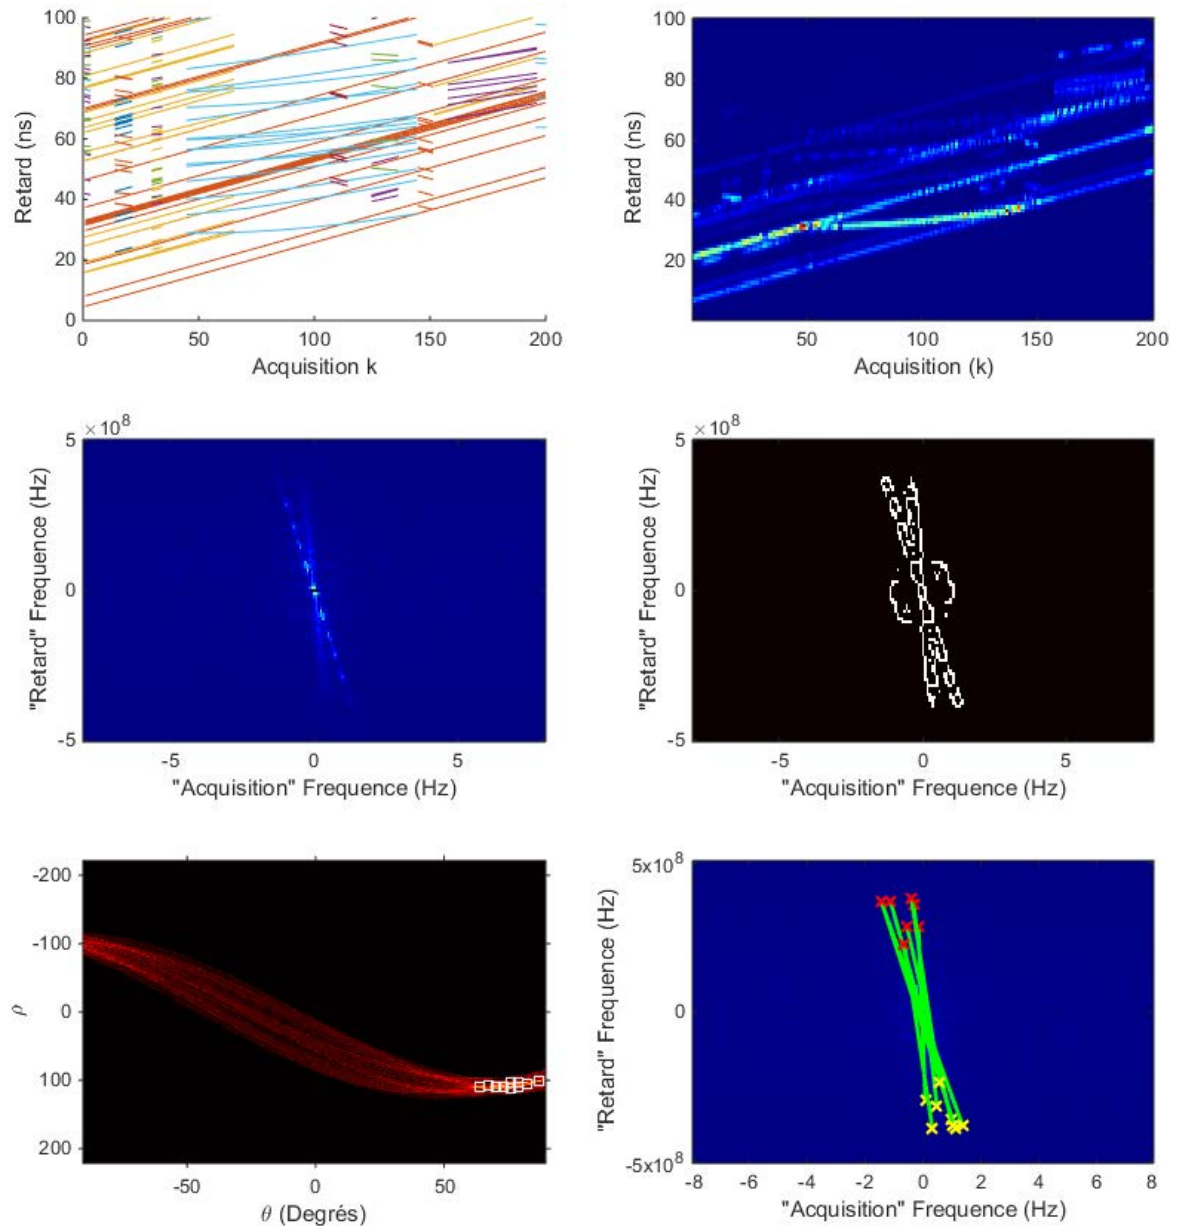 100
80
60
40
20
0
Retard (ns)
0 50 100 150 200
Acquisition k
100
80
60
40
20
Retard (ns)
50 100 150 200
Acquisition (k)
×10⁸
5
0
-5
"Retard" Frequence (Hz)
-5 0 5
"Acquisition" Frequence (Hz)
×10⁸
5
0
-5
"Retard" Frequence (Hz)
-5 0 5
"Acquisition" Frequence (Hz)
-200
-100
0
100
200
ρ
-50 0 50
θ (Degrés)
5x10⁸
0
-5x10⁸
"Retard" Frequence (Hz)
-8 -6 -4 -2 0 2 4 6 8
"Acquisition" Frequence (Hz)